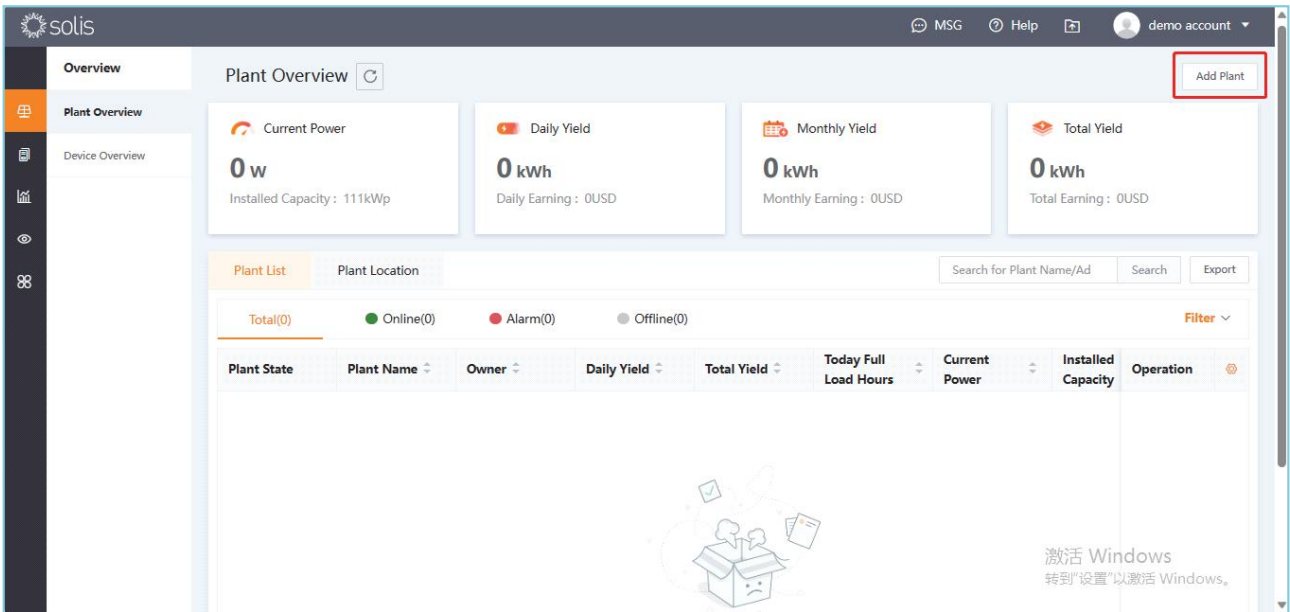 solis
MSG
Help
demo account
Overview
Plant Overview
Device Overview
Plant Overview
Add Plant
Current Power
0 W
Installed Capacity : 111kWp
Daily Yield
0 kWh
Daily Earning : 0USD
Monthly Yield
0 kWh
Monthly Earning : 0USD
Total Yield
0 kWh
Total Earning : 0USD
Plant List
Plant Location
Search for Plant Name/Ad
Search
Export
Total(0)
Online(0)
Alarm(0)
Offline(0)
Filter
Plant State
Plant Name
Owner
Daily Yield
Total Yield
Today Full
Load Hours
Current
Power
Installed
Capacity
Operation
激活 Windows
转到"设置"以激活 Windows。